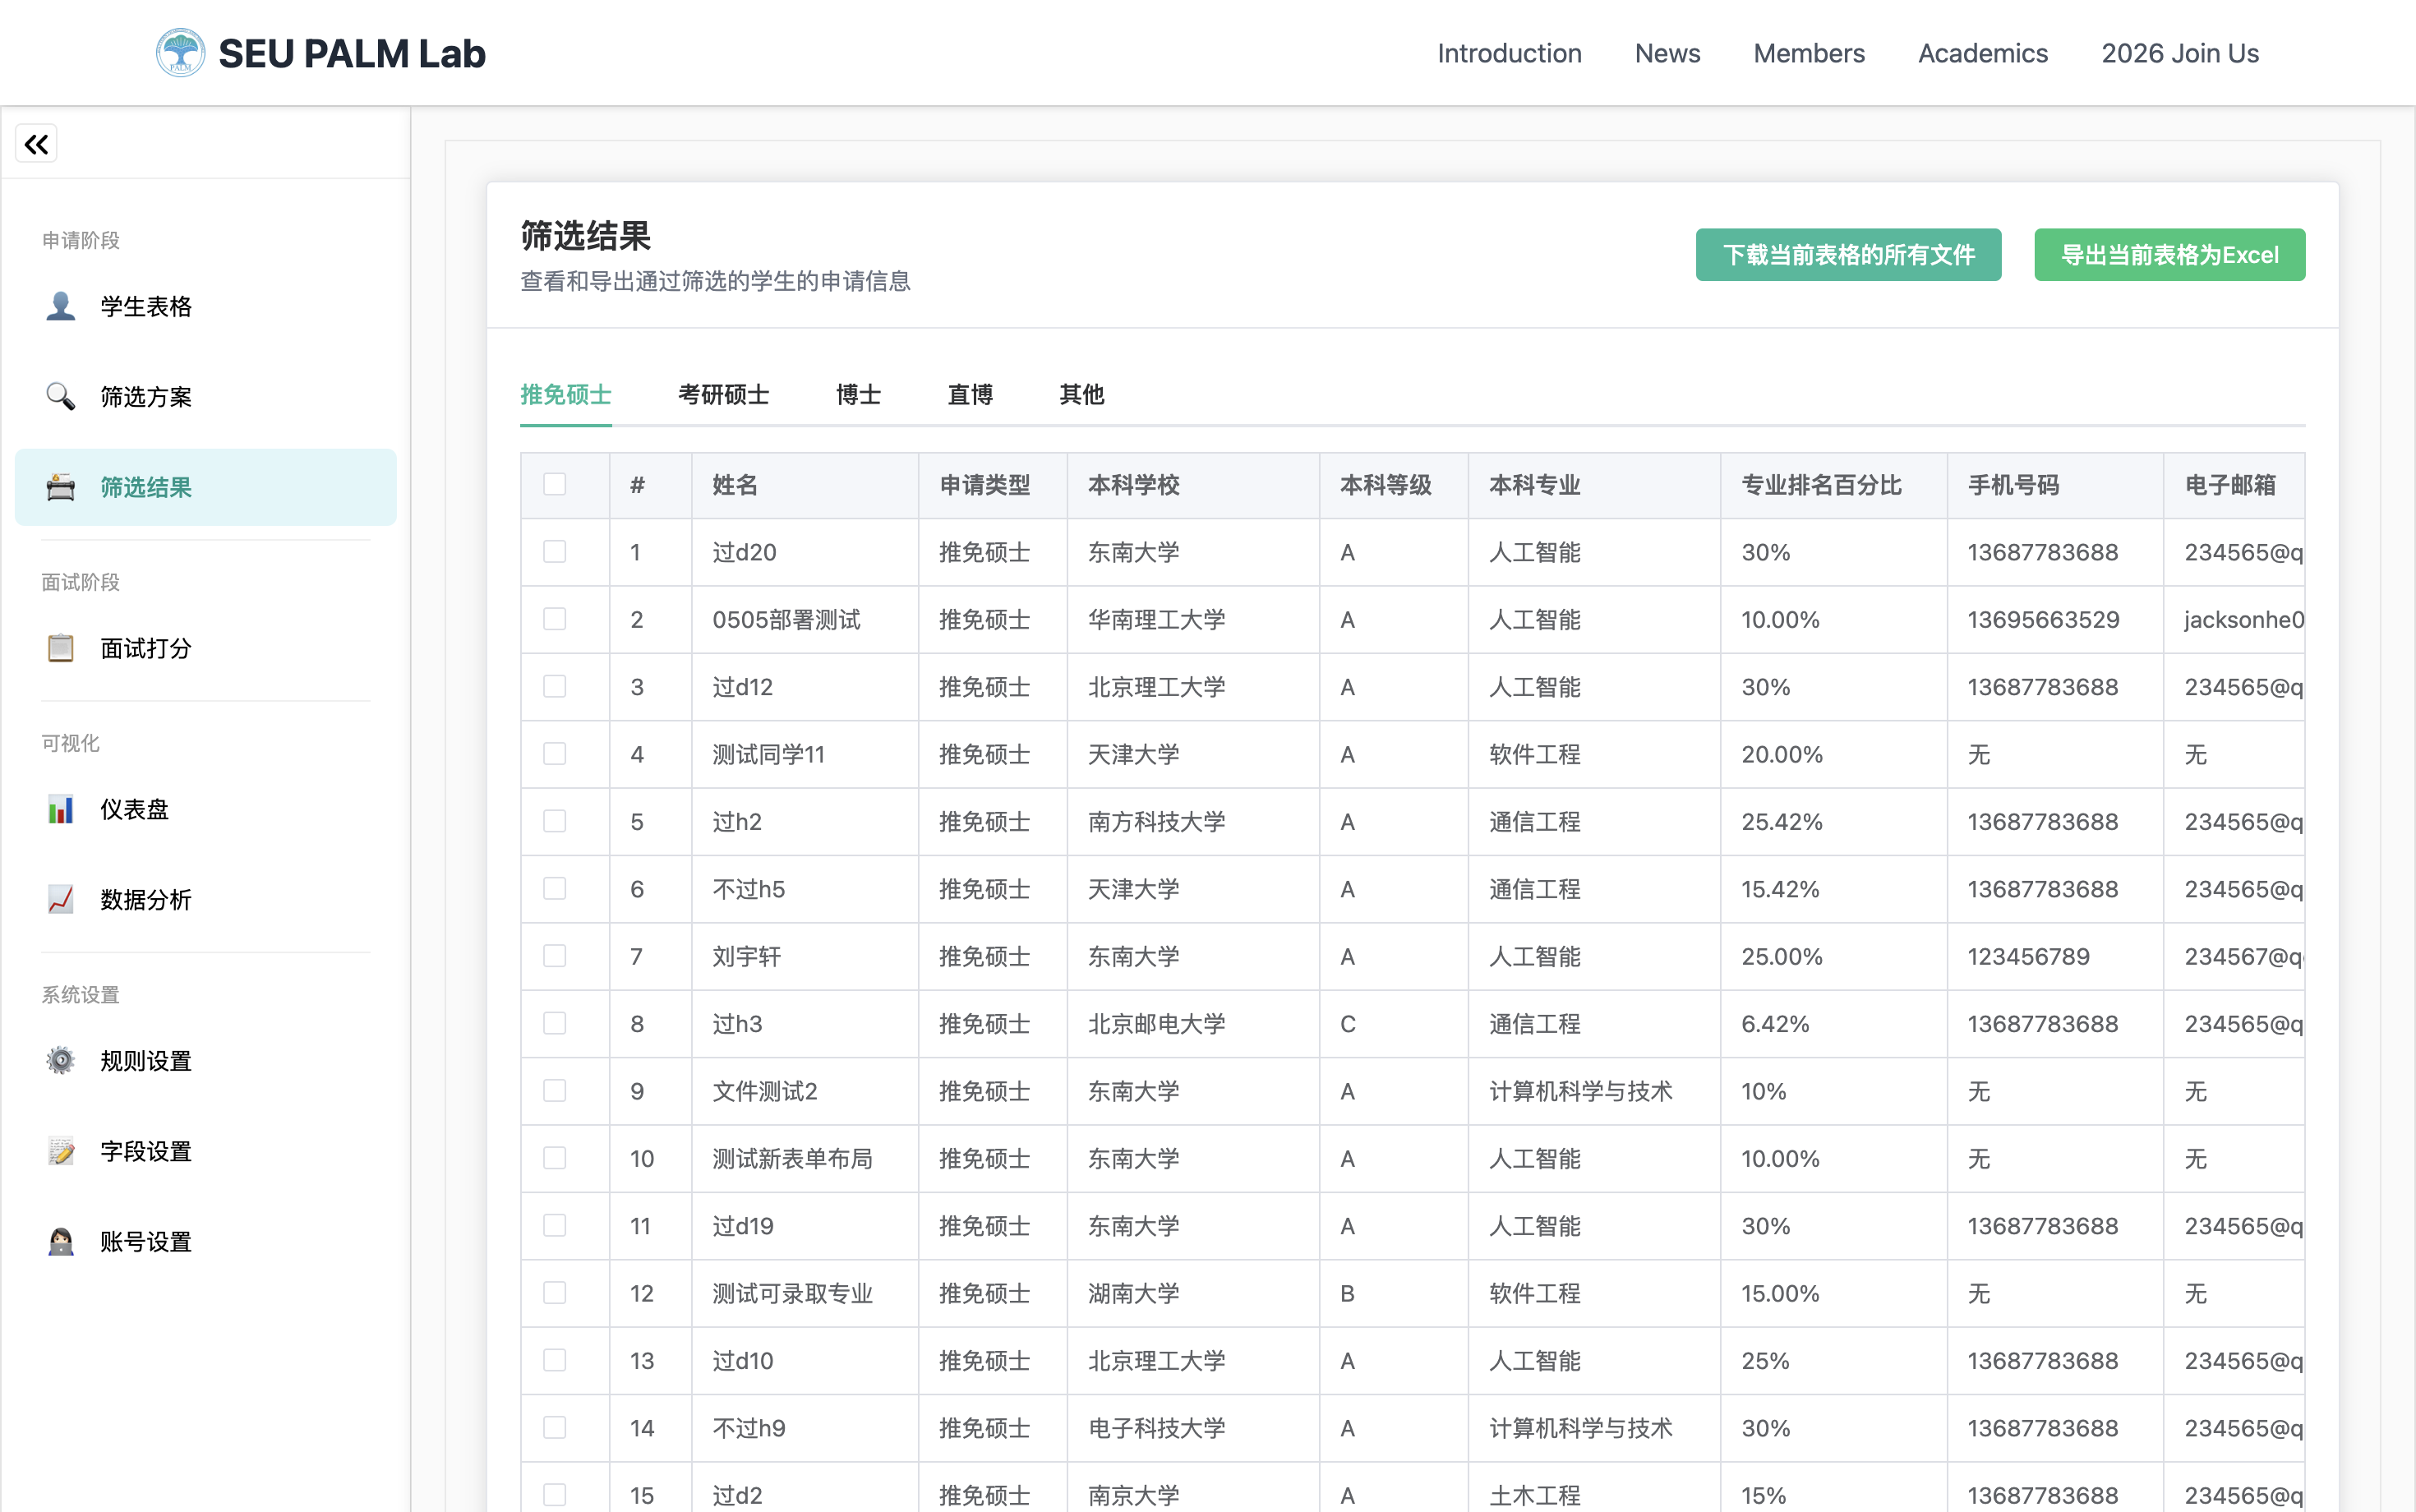 SEU PALM Lab
Introduction News Members Academics 2026 Join Us
申请阶段
学生表格
筛选方案
筛选结果
面试阶段
面试打分
可视化
仪表盘
数据分析
系统设置
规则设置
字段设置
账号设置
筛选结果
查看和导出通过筛选的学生的申请信息
下载当前表格的所有文件 导出当前表格为Excel
推免硕士 考研硕士 博士 直博 其他
# 姓名 申请类型 本科学校 本科等级 本科专业 专业排名百分比 手机号码 电子邮箱
1 过d20 推免硕士 东南大学 A 人工智能 30% 13687783688 234565@q
2 0505部署测试 推免硕士 华南理工大学 A 人工智能 10.00% 13695663529 jacksonhe0
3 过d12 推免硕士 北京理工大学 A 人工智能 30% 13687783688 234565@q
4 测试同学11 推免硕士 天津大学 A 软件工程 20.00% 无 无
5 过h2 推免硕士 南方科技大学 A 通信工程 25.42% 13687783688 234565@q
6 不过h5 推免硕士 天津大学 A 通信工程 15.42% 13687783688 234565@q
7 刘宇轩 推免硕士 东南大学 A 人工智能 25.00% 123456789 234567@q
8 过h3 推免硕士 北京邮电大学 C 通信工程 6.42% 13687783688 234565@q
9 文件测试2 推免硕士 东南大学 A 计算机科学与技术 10% 无 无
10 测试新表单布局 推免硕士 东南大学 A 人工智能 10.00% 无 无
11 过d19 推免硕士 东南大学 A 人工智能 30% 13687783688 234565@q
12 测试可录取专业 推免硕士 湖南大学 B 软件工程 15.00% 无 无
13 过d10 推免硕士 北京理工大学 A 人工智能 25% 13687783688 234565@q
14 不过h9 推免硕士 电子科技大学 A 计算机科学与技术 30% 13687783688 234565@q
15 过d2 推免硕士 南京大学 A 土木工程 15% 13687783688 234565@q